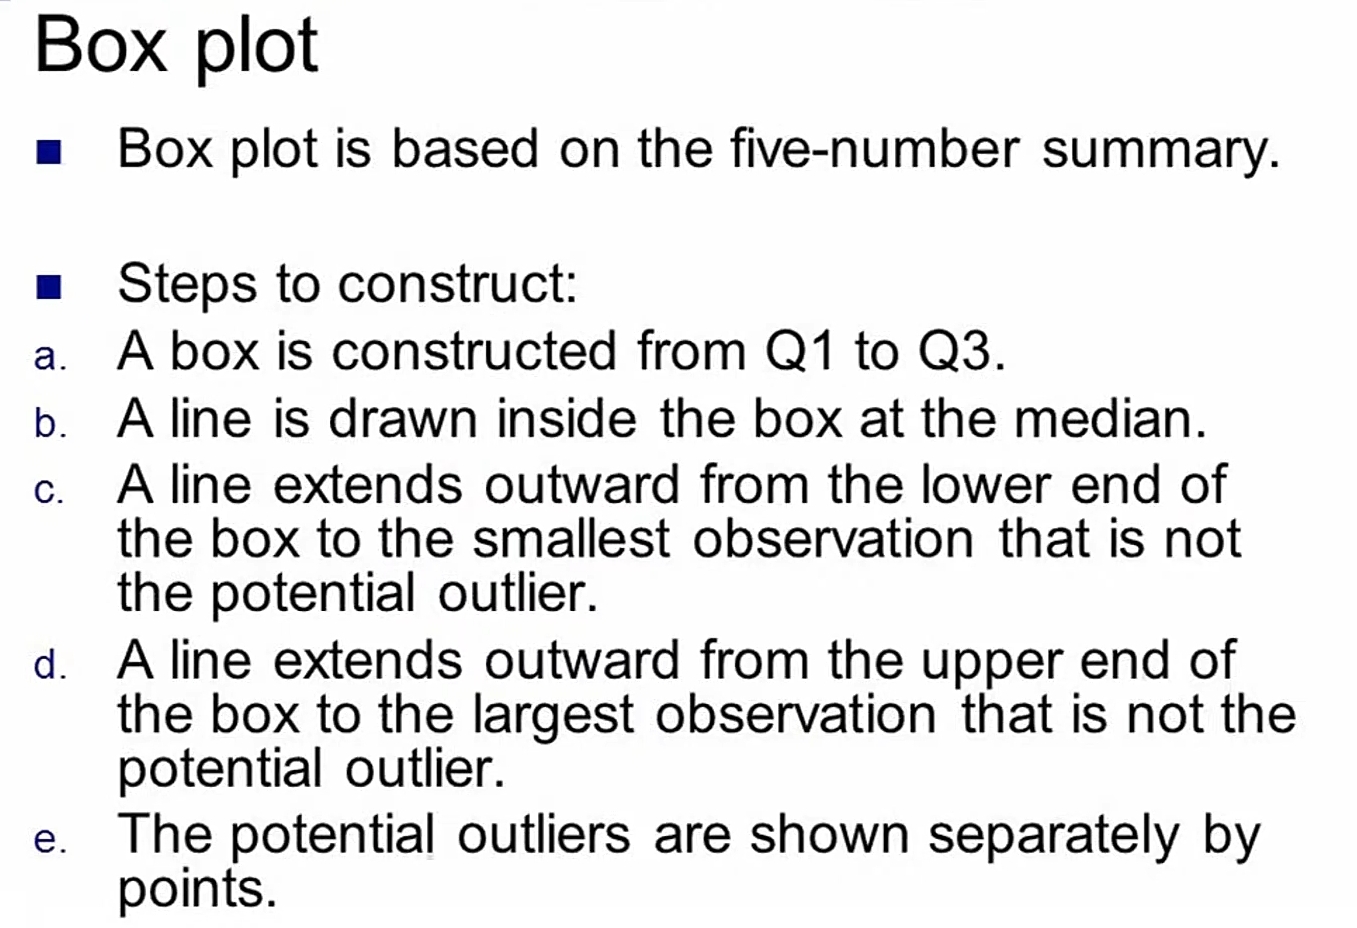 Box plot
Box plot is based on the five-number summary.
Steps to construct:
a. A box is constructed from Q1 to Q3.
b. A line is drawn inside the box at the median.
c. A line extends outward from the lower end of
the box to the smallest observation that is not
the potential outlier.
d. A line extends outward from the upper end of
the box to the largest observation that is not the
potential outlier.
e. The potential outliers are shown separately by
points.